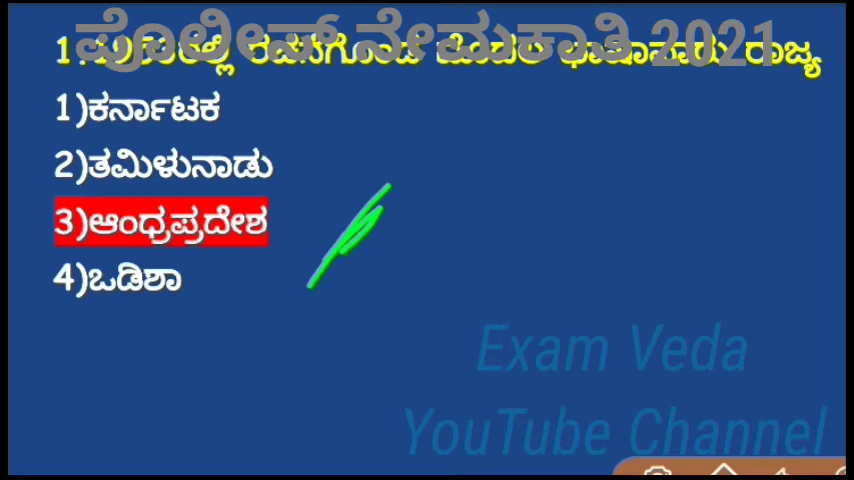 ಪೊಲೀಸ್ ನೇಮಕಾತಿ 2021
ರಾಜ್ಯ
1)ಕರ್ನಾಟಕ
2)ತಮಿಳುನಾಡು
3)ಆಂಧ್ರಪ್ರದೇಶ
4)ಒಡಿಶಾ
Exam Veda
YouTube Channel